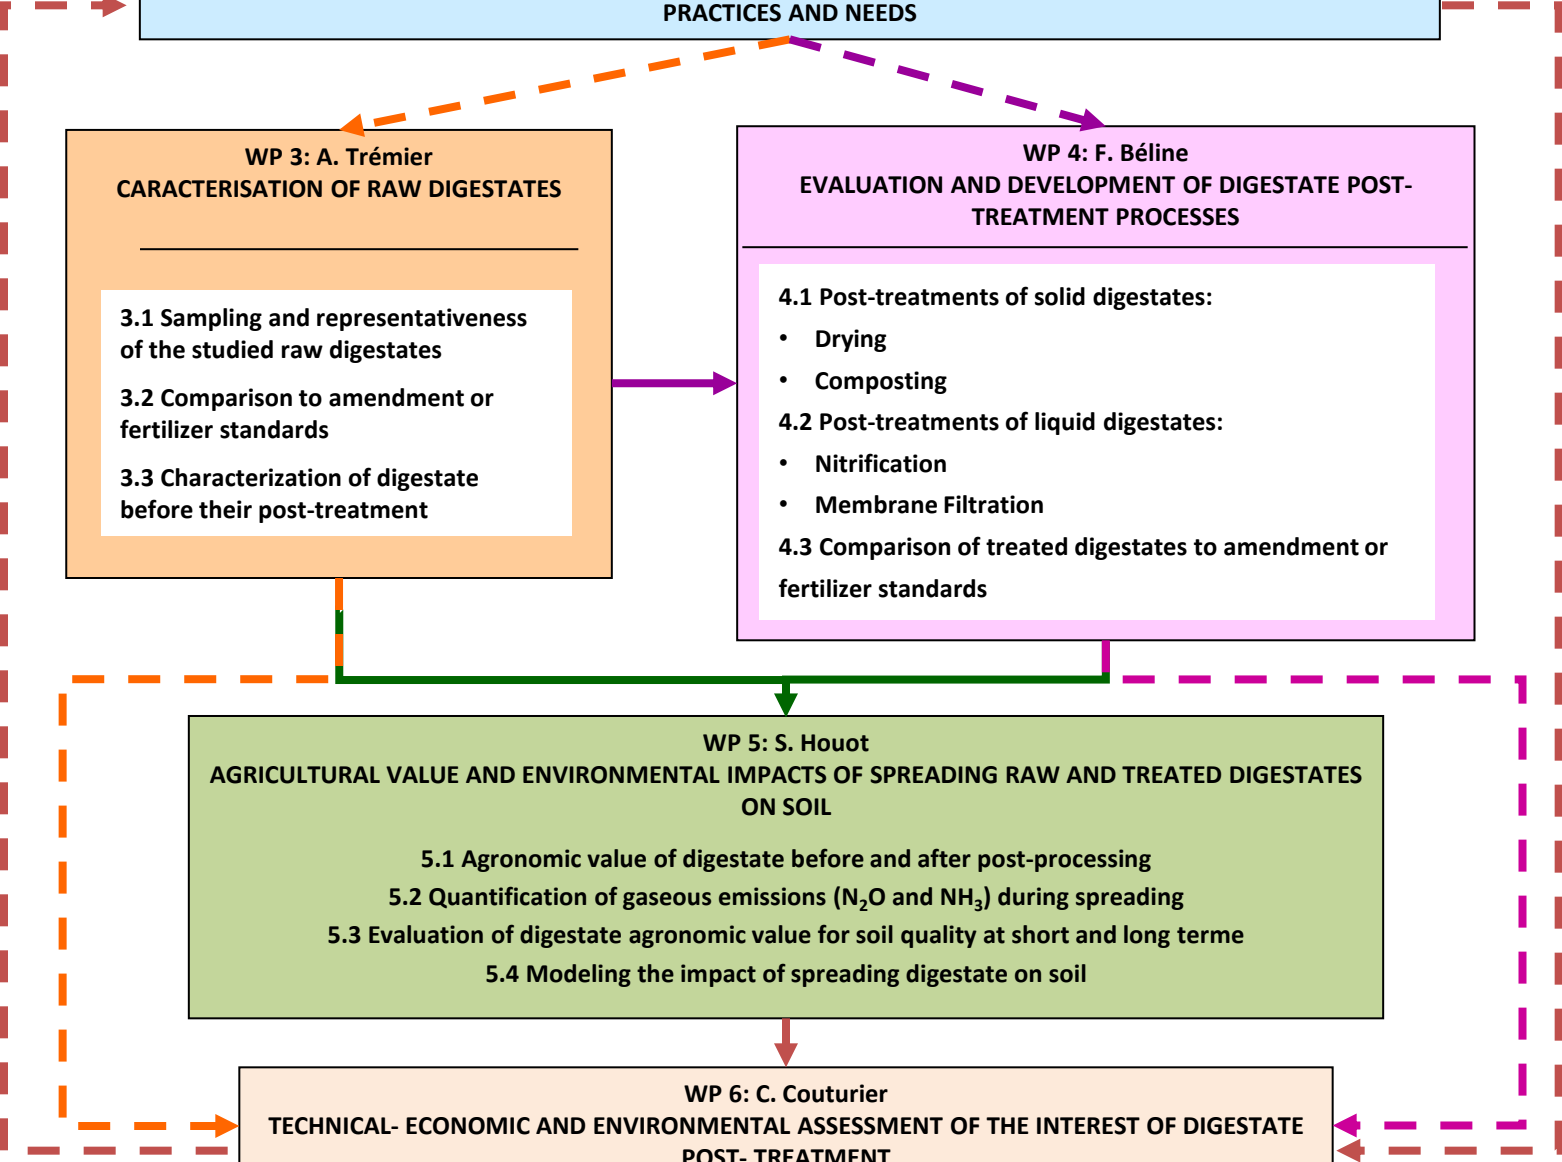 PRACTICES AND NEEDS
WP 3: A. Trémier
CARACTERISATION OF RAW DIGESTATES
3.1 Sampling and representativeness
of the studied raw digestates
3.2 Comparison to amendment or
fertilizer standards
3.3 Characterization of digestate
before their post-treatment
WP 4: F. Béline
EVALUATION AND DEVELOPMENT OF DIGESTATE POST-
TREATMENT PROCESSES
4.1 Post-treatments of solid digestates:
• Drying
• Composting
4.2 Post-treatments of liquid digestates:
• Nitrification
• Membrane Filtration
4.3 Comparison of treated digestates to amendment or
fertilizer standards
WP 5: S. Houot
AGRICULTURAL VALUE AND ENVIRONMENTAL IMPACTS OF SPREADING RAW AND TREATED DIGESTATES
ON SOIL
5.1 Agronomic value of digestate before and after post-processing
5.2 Quantification of gaseous emissions (N₂O and NH₃) during spreading
5.3 Evaluation of digestate agronomic value for soil quality at short and long terme
5.4 Modeling the impact of spreading digestate on soil
WP 6: C. Couturier
TECHNICAL- ECONOMIC AND ENVIRONMENTAL ASSESSMENT OF THE INTEREST OF DIGESTATE
POST- TREATMENT